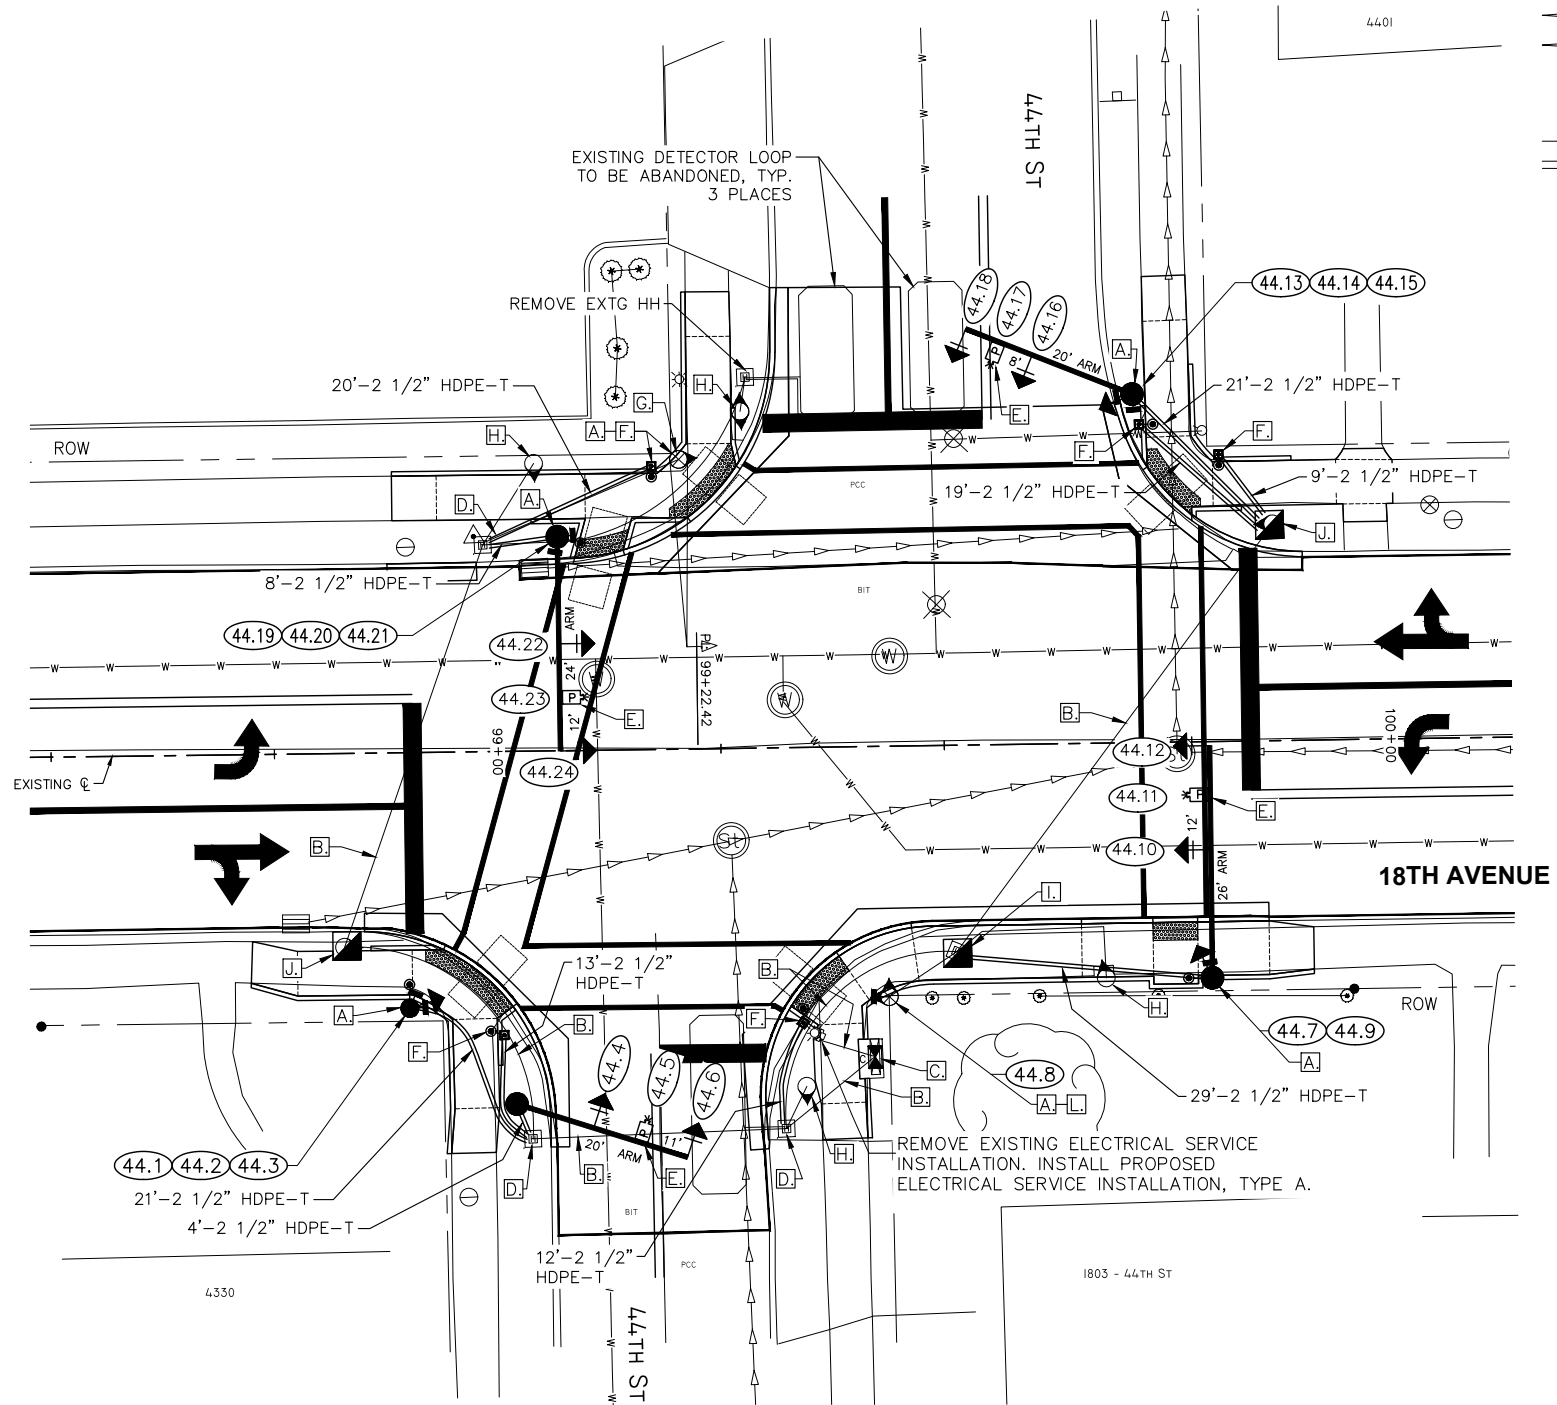 4401
44TH ST
EXISTING DETECTOR LOOP
TO BE ABANDONED, TYP.
3 PLACES
44.18
44.17
44.16
44.13 44.14 44.15
REMOVE EXTG HH
P
8'
20' ARM
A.
E.
20'-2 1/2" HDPE-T
H.
G.
A. F.
21'-2 1/2" HDPE-T
F.
F.
ROW
H.
PCC
19'-2 1/2" HDPE-T
9'-2 1/2" HDPE-T
D.
A.
J.
8'-2 1/2" HDPE-T
BIT
44.19 44.20 44.21
44.22
24' ARM
44.23
P
12'
E.
PI 99+22.42
W
W
W
B.
100+00
99+00
44.12
St
44.24
EXISTING CL
44.11
P
E.
12'
44.10
26' ARM
B.
St
18TH AVENUE
I.
J.
13'-2 1/2"
HDPE-T
B.
H.
ROW
A.
B.
F.
F.
44.7 44.9
A.
44.4
44.5
44.6
C
C.
44.8
B.
A. L.
29'-2 1/2" HDPE-T
P
20' ARM
11'
44.1 44.2 44.3
D.
B.
E.
D.
H.
REMOVE EXISTING ELECTRICAL SERVICE
INSTALLATION. INSTALL PROPOSED
ELECTRICAL SERVICE INSTALLATION, TYPE A.
21'-2 1/2" HDPE-T
4'-2 1/2" HDPE-T
BIT
12'-2 1/2"
HDPE-T
PCC
4330
1803 - 44TH ST
44TH ST